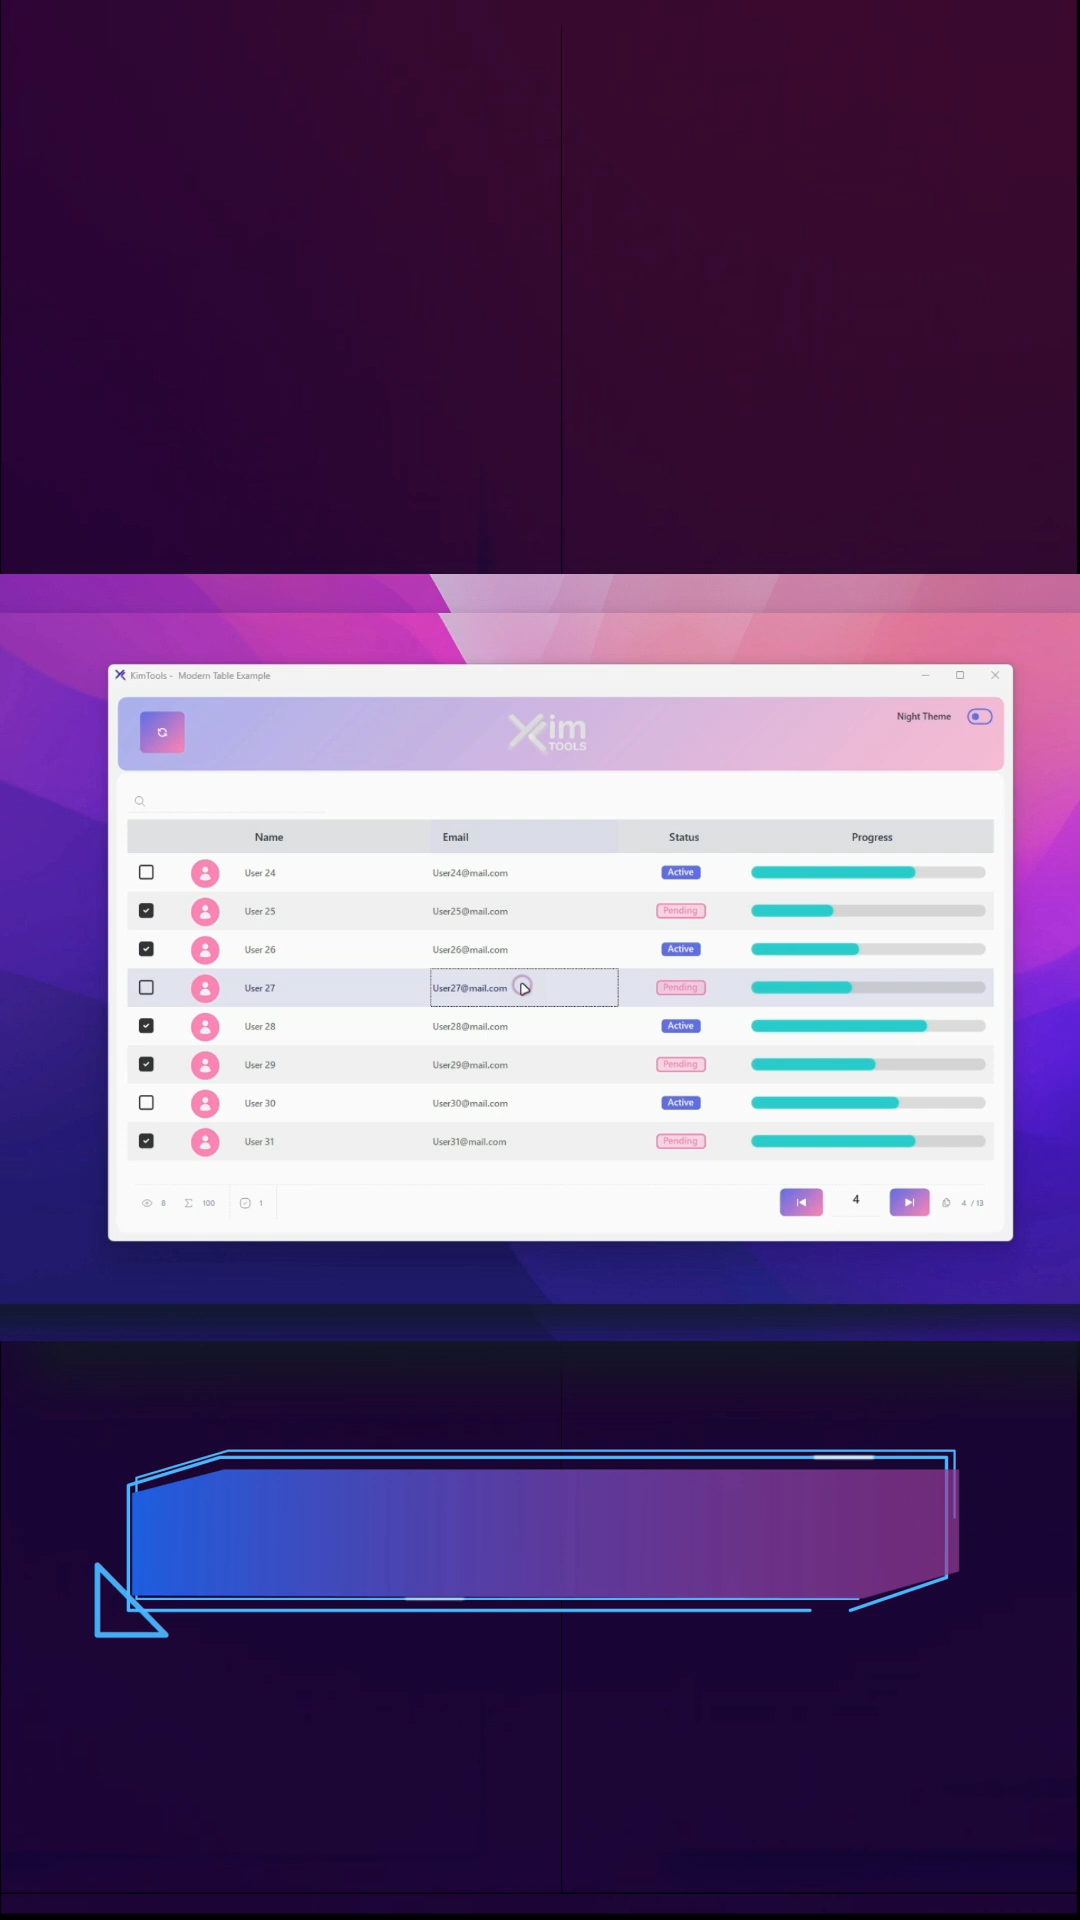 KimTools - Modern Table Example
Night Theme
Kim
TOOLS
Name Email Status Progress
User 24 User24@mail.com Active
User 25 User25@mail.com Pending
User 26 User26@mail.com Active
User 27 User27@mail.com Pending
User 28 User28@mail.com Active
User 29 User29@mail.com Pending
User 30 User30@mail.com Active
User 31 User31@mail.com Pending
8 Σ 100 1 4 4 / 13